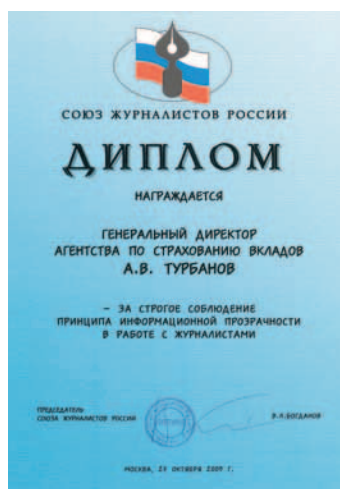 СОЮЗ ЖУРНАЛИСТОВ РОССИИ
ДИПЛОМ
НАГРАЖДАЕТСЯ
ГЕНЕРАЛЬНЫЙ ДИРЕКТОР
АГЕНТСТВА ПО СТРАХОВАНИЮ ВКЛАДОВ
А.В. ТУРБАНОВ
– ЗА СТРОГОЕ СОБЛЮДЕНИЕ
ПРИНЦИПА ИНФОРМАЦИОННОЙ ПРОЗРАЧНОСТИ
В РАБОТЕ С ЖУРНАЛИСТАМИ
ПРЕДСЕДАТЕЛЬ
СОЮЗА ЖУРНАЛИСТОВ РОССИИ
В.Л.БОГДАНОВ
МОСКВА, 29 ОКТЯБРЯ 2009 Г.